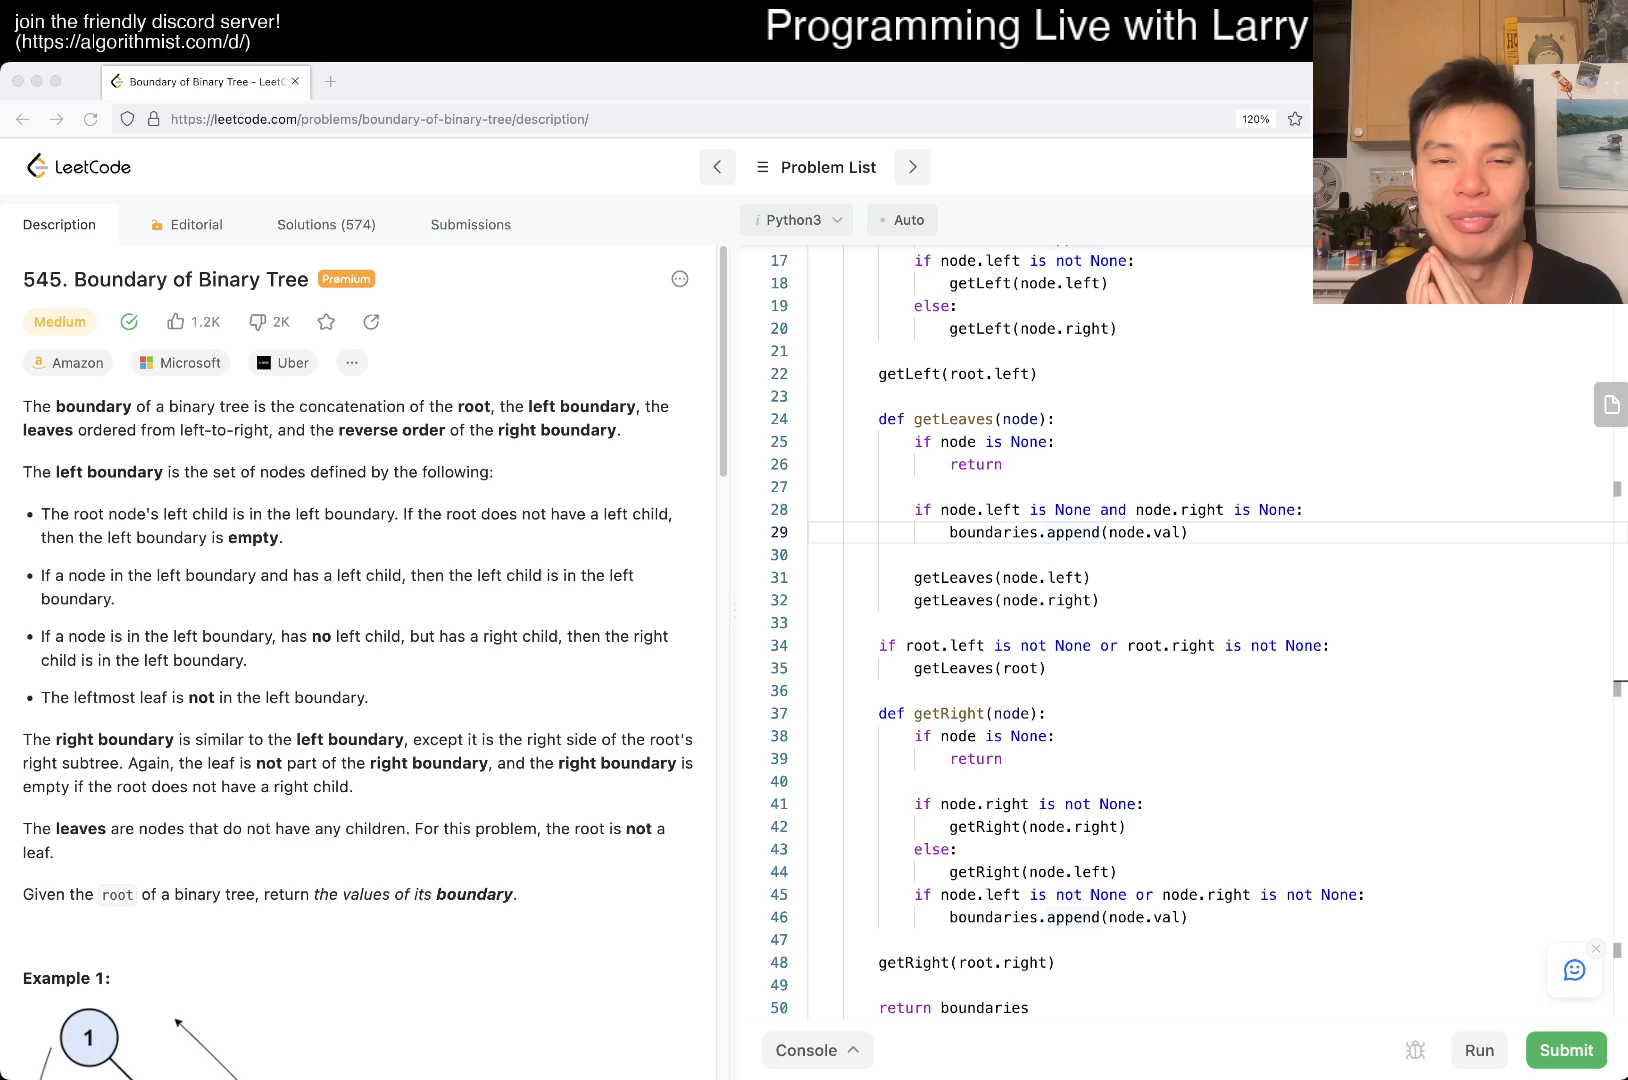 join the friendly discord server!
(https://algorithmist.com/d/)
Programming Live with Larry
Boundary of Binary Tree - LeetC
https://leetcode.com/problems/boundary-of-binary-tree/description/
120%
LeetCode
Problem List
Description
Editorial
Solutions (574)
Submissions
545. Boundary of Binary Tree
Premium
Medium
1.2K
2K
Amazon
Microsoft
Uber
...
The boundary of a binary tree is the concatenation of the root, the left boundary, the
leaves ordered from left-to-right, and the reverse order of the right boundary.
The left boundary is the set of nodes defined by the following:
• The root node's left child is in the left boundary. If the root does not have a left child,
then the left boundary is empty.
• If a node in the left boundary and has a left child, then the left child is in the left
boundary.
• If a node is in the left boundary, has no left child, but has a right child, then the right
child is in the left boundary.
• The leftmost leaf is not in the left boundary.
The right boundary is similar to the left boundary, except it is the right side of the root's
right subtree. Again, the leaf is not part of the right boundary, and the right boundary is
empty if the root does not have a right child.
The leaves are nodes that do not have any children. For this problem, the root is not a
leaf.
Given the root of a binary tree, return the values of its boundary.
Example 1:
1
i Python3
• Auto
17 if node.left is not None:
18 getLeft(node.left)
19 else:
20 getLeft(node.right)
21
22 getLeft(root.left)
23
24 def getLeaves(node):
25 if node is None:
26 return
27
28 if node.left is None and node.right is None:
29 boundaries.append(node.val)
30
31 getLeaves(node.left)
32 getLeaves(node.right)
33
34 if root.left is not None or root.right is not None:
35 getLeaves(root)
36
37 def getRight(node):
38 if node is None:
39 return
40
41 if node.right is not None:
42 getRight(node.right)
43 else:
44 getRight(node.left)
45 if node.left is not None or node.right is not None:
46 boundaries.append(node.val)
47
48 getRight(root.right)
49
50 return boundaries
Console
Run
Submit